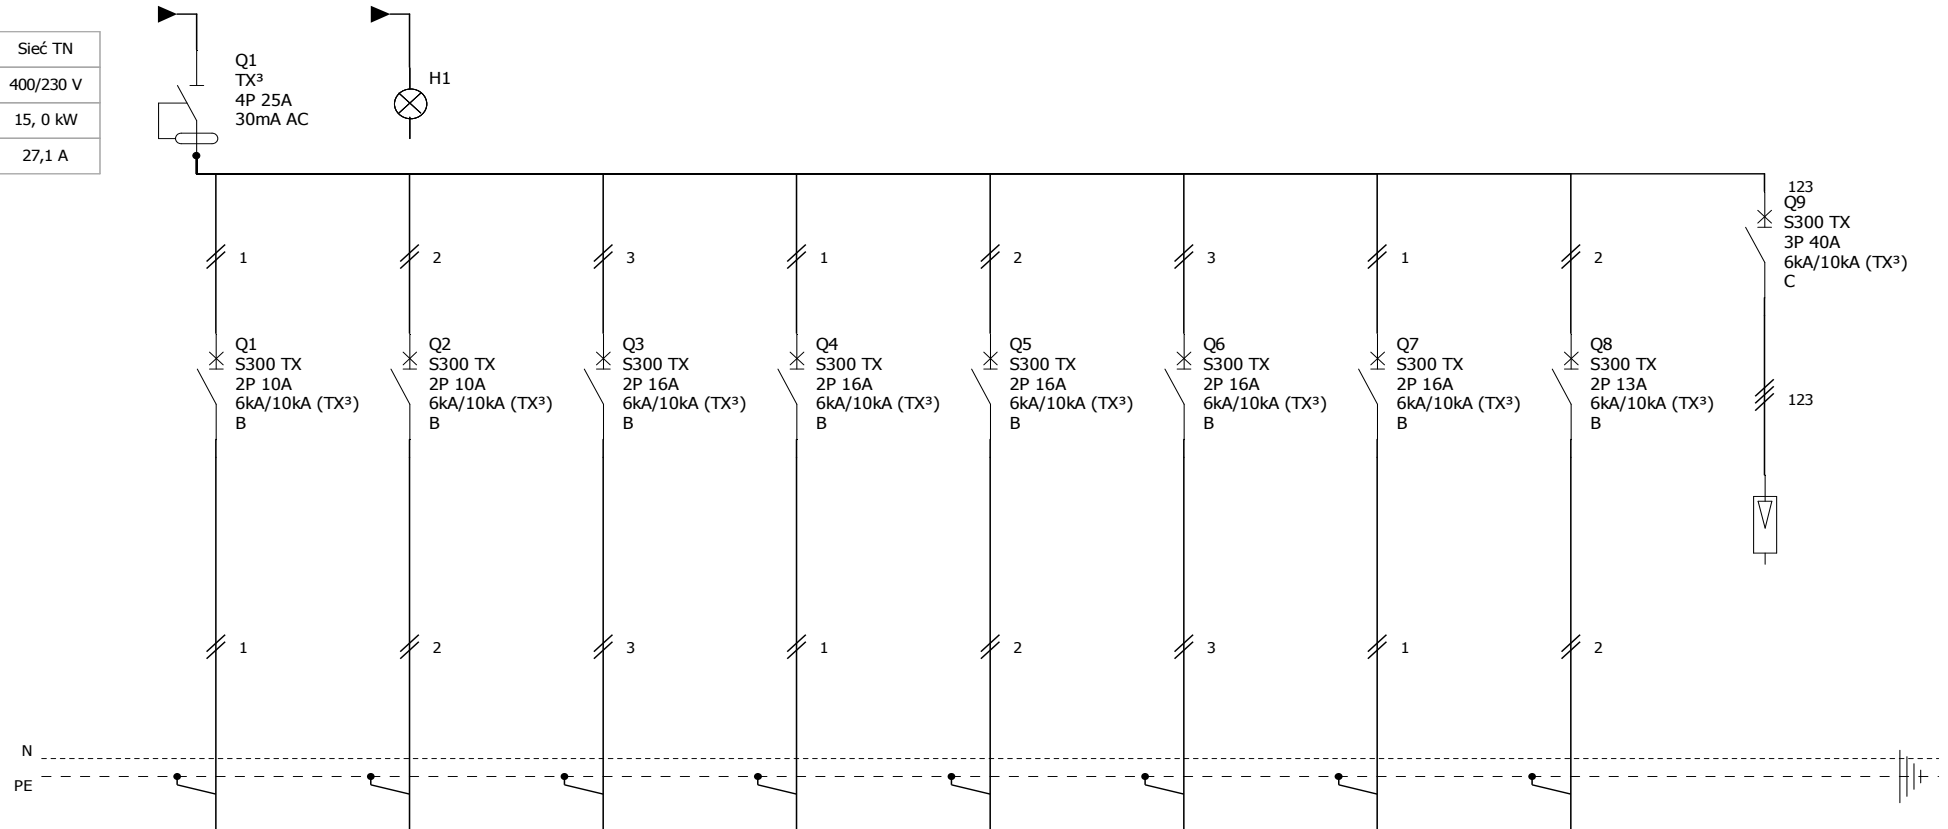 Sieć TN
400/230 V
15, 0 kW
27,1 A
Q1
TX³
4P 25A
30mA AC
H1
1
2
3
1
2
3
1
2
123
Q9
S300 TX
3P 40A
6kA/10kA (TX³)
C
Q1
S300 TX
2P 10A
6kA/10kA (TX³)
B
Q2
S300 TX
2P 10A
6kA/10kA (TX³)
B
Q3
S300 TX
2P 16A
6kA/10kA (TX³)
B
Q4
S300 TX
2P 16A
6kA/10kA (TX³)
B
Q5
S300 TX
2P 16A
6kA/10kA (TX³)
B
Q6
S300 TX
2P 16A
6kA/10kA (TX³)
B
Q7
S300 TX
2P 16A
6kA/10kA (TX³)
B
Q8
S300 TX
2P 13A
6kA/10kA (TX³)
B
123
1
2
3
1
2
3
1
2
N
PE